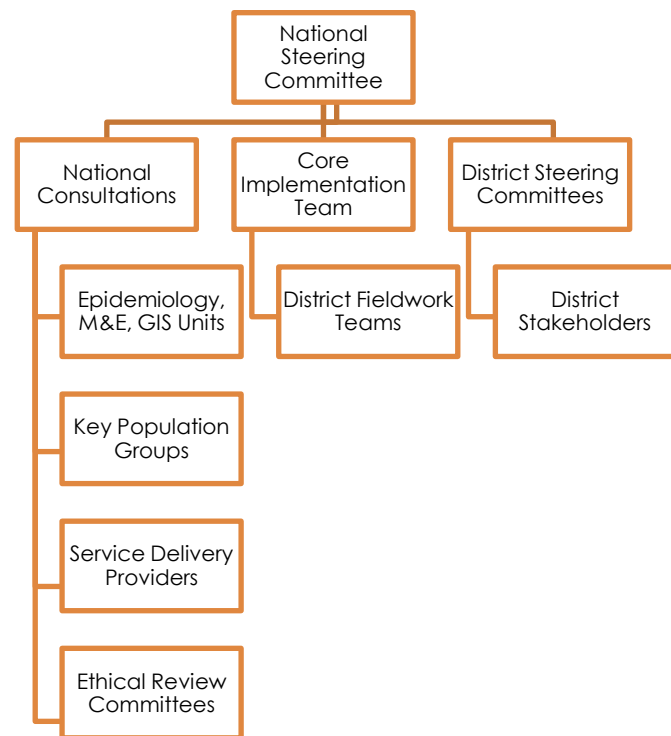 National
Steering
Committee
National
Consultations
Core
Implementation
Team
District Steering
Committees
Epidemiology,
M&E, GIS Units
District Fieldwork
Teams
District
Stakeholders
Key Population
Groups
Service Delivery
Providers
Ethical Review
Committees